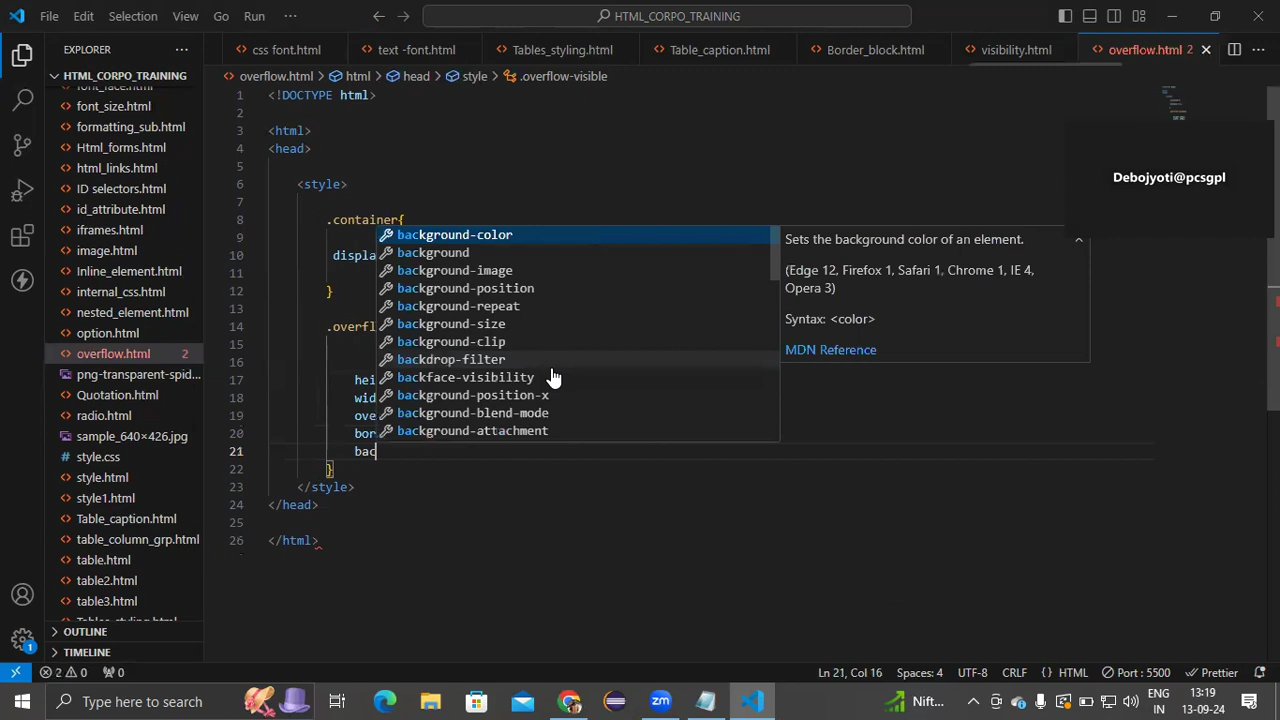 File Edit Selection View Go Run ··· HTML_CORPO_TRAINING
EXPLORER ···
css font.html text -font.html Tables_styling.html Table_caption.html Border_block.html visibility.html overflow.html 2
HTML_CORPO_TRAINING
overflow.html > html > head > style > .overflow-visible
font_face.html
font_size.html
formatting_sub.html
Html_forms.html
html_links.html
ID selectors.html
id_attribute.html
iframes.html
image.html
Inline_element.html
internal_css.html
nested_element.html
option.html
overflow.html 2
png-transparent-spid...
Quotation.html
radio.html
sample_640×426.jpg
style.css
style.html
style1.html
Table_caption.html
table_column_grp.html
table.html
table2.html
table3.html
Tables_styling.html
OUTLINE
TIMELINE
1 <!DOCTYPE html>
2
3 <html>
4 <head>
5
6 <style>
7
8 .container{
9
10 displa
11
12 }
13
14 .overfl
15
16
17 hei
18 wid
19 ove
20 bor
21 bac
22 }
23 </style>
24 </head>
25
26 </html>
background-color
background
background-image
background-position
background-repeat
background-size
background-clip
backdrop-filter
backface-visibility
background-position-x
background-blend-mode
background-attachment
Sets the background color of an element.
(Edge 12, Firefox 1, Safari 1, Chrome 1, IE 4,
Opera 3)
Syntax: <color>
MDN Reference
Debojyoti@pcsgpl
1
2 0 0 Ln 21, Col 16 Spaces: 4 UTF-8 CRLF {} HTML Port : 5500 Prettier
Type here to search zm Nift... ENG IN 13:19 13-09-24